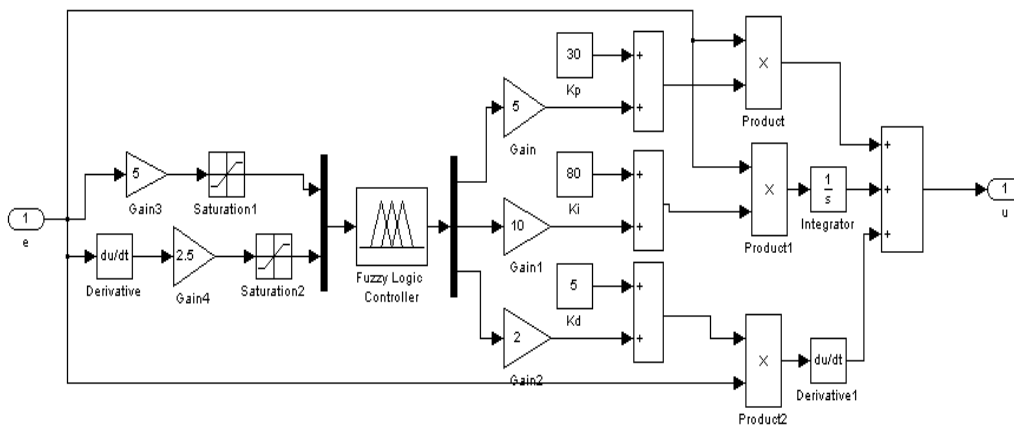 30
Kp
5
Gain
X
Product
1
e
5
Gain3
Saturation1
du/dt
Derivative
2.5
Gain4
Saturation2
Fuzzy Logic
Controller
80
Ki
10
Gain1
X
Product1
1
s
Integrator
1
u
5
Kd
2
Gain2
X
Product2
du/dt
Derivative1
+
+
+
+
+
+
+
+
+